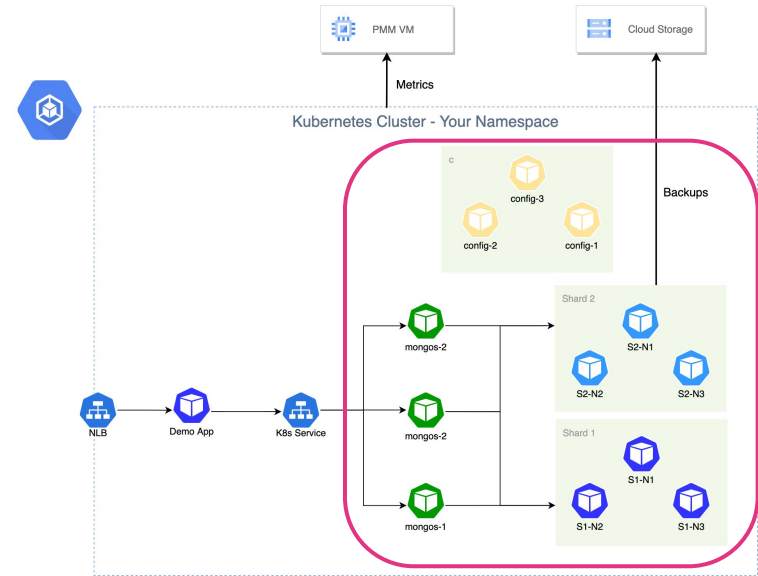 PMM VM
Cloud Storage
Metrics
Kubernetes Cluster - Your Namespace
c
config-3
Backups
config-2
config-1
Shard 2
mongos-2
S2-N1
S2-N2
S2-N3
NLB
Demo App
K8s Service
mongos-2
Shard 1
S1-N1
mongos-1
S1-N2
S1-N3